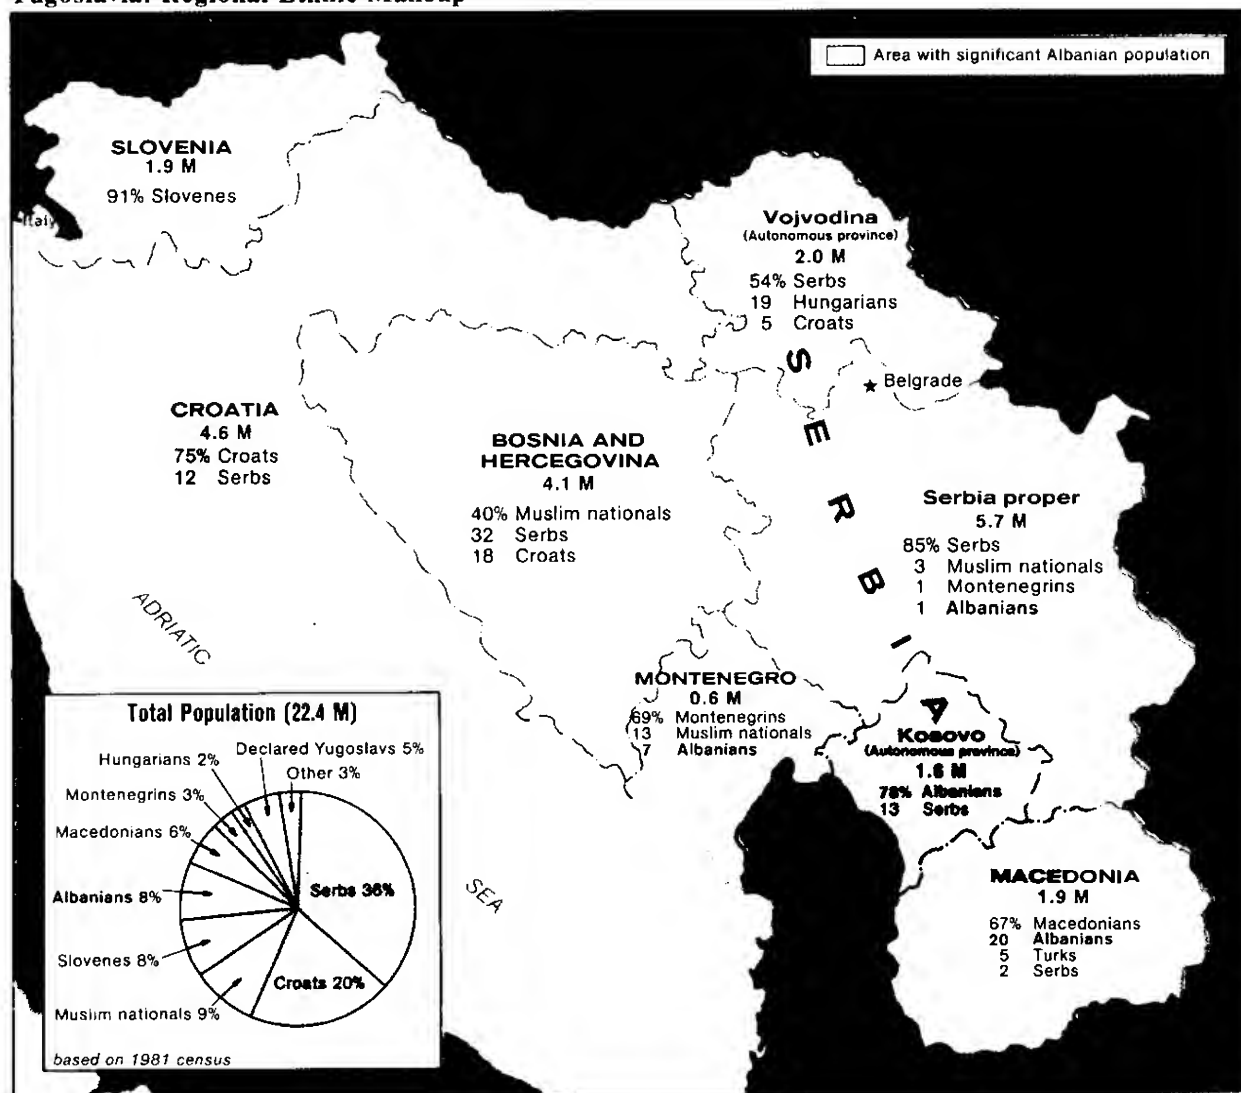 Yugoslavia: Regional Ethnic Makeup
Area with significant Albanian population
SLOVENIA
1.9 M
91% Slovenes
Italy
Vojvodina
(Autonomous province)
2.0 M
54% Serbs
19 Hungarians
5 Croats
SERBIA
Belgrade
CROATIA
4.6 M
75% Croats
12 Serbs
BOSNIA AND
HERCEGOVINA
4.1 M
40% Muslim nationals
32 Serbs
18 Croats
Serbia proper
5.7 M
85% Serbs
3 Muslim nationals
1 Montenegrins
1 Albanians
ADRIATIC
SEA
MONTENEGRO
0.6 M
69% Montenegrins
13 Muslim nationals
7 Albanians
Kosovo
(Autonomous province)
1.6 M
78% Albanians
13 Serbs
MACEDONIA
1.9 M
67% Macedonians
20 Albanians
5 Turks
2 Serbs
Total Population (22.4 M)
Declared Yugoslavs 5%
Hungarians 2%
Other 3%
Montenegrins 3%
Macedonians 6%
Albanians 8%
Serbs 36%
Slovenes 8%
Croats 20%
Muslim nationals 9%
based on 1981 census